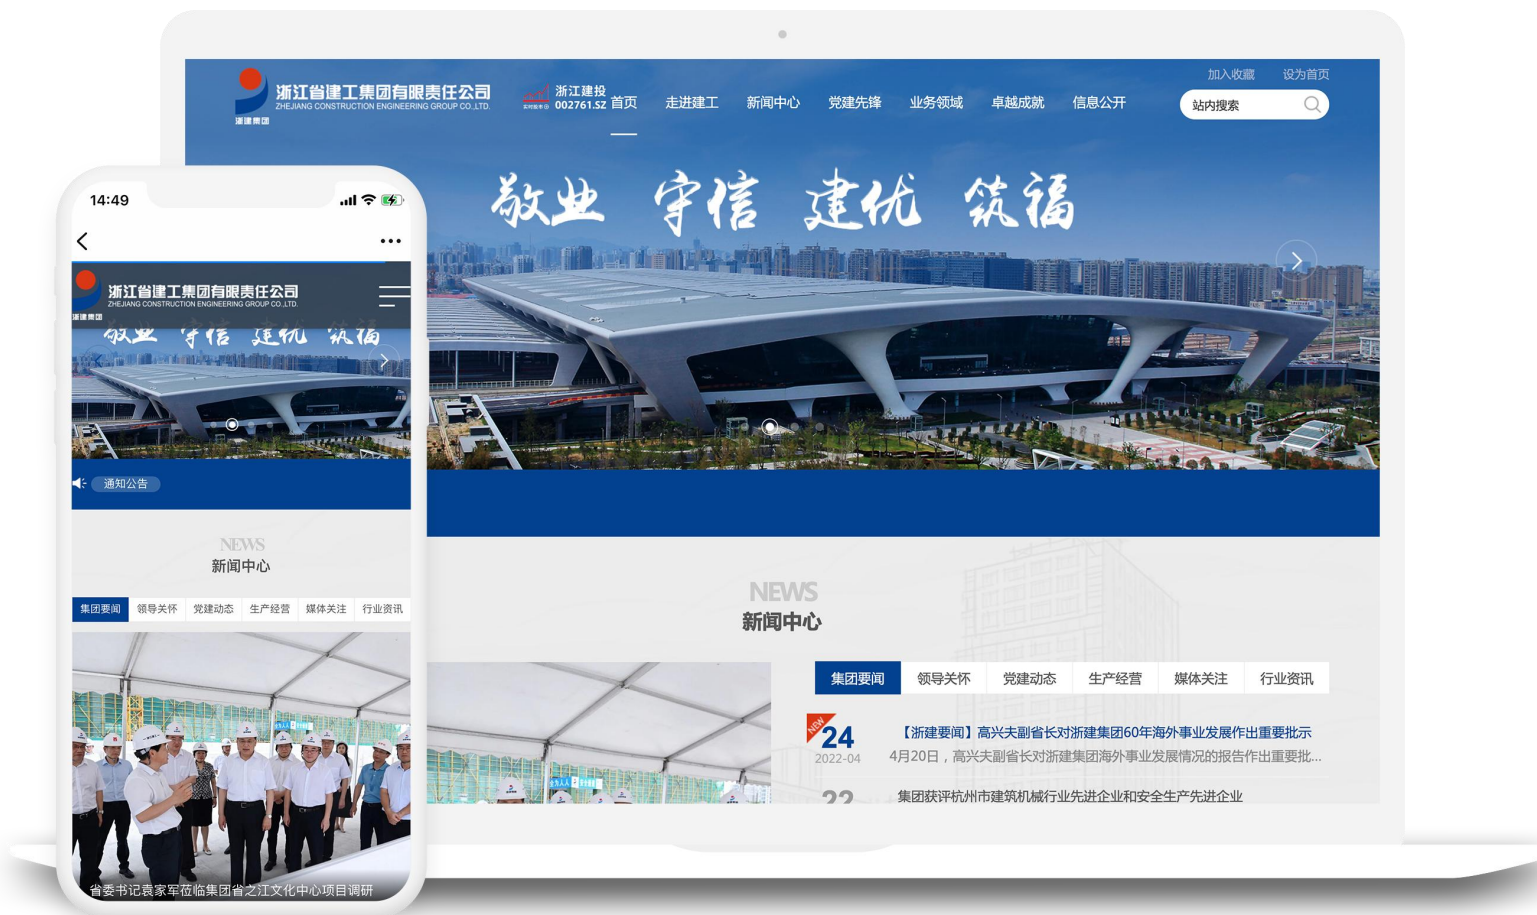 加入收藏 设为首页
浙江省建工集团有限责任公司
ZHEJIANG CONSTRUCTION ENGINEERING GROUP CO.,LTD.
浙建集团
浙江建投
002761.SZ
首页 走进建工 新闻中心 党建先锋 业务领域 卓越成就 信息公开
站内搜索
敬业 守信 建优 筑福
NEWS
新闻中心
集团要闻 领导关怀 党建动态 生产经营 媒体关注 行业资讯
NEW
24
2022-04
【浙建要闻】高兴夫副省长对浙建集团60年海外事业发展作出重要批示
4月20日，高兴夫副省长对浙建集团海外事业发展情况的报告作出重要批...
22
集团获评杭州市建筑机械行业先进企业和安全生产先进企业
14:49
浙江省建工集团有限责任公司
ZHEJIANG CONSTRUCTION ENGINEERING GROUP CO.,LTD.
浙建集团
敬业 守信 建优 筑福
通知公告
NEWS
新闻中心
集团要闻 领导关怀 党建动态 生产经营 媒体关注 行业资讯
省委书记袁家军莅临集团省之江文化中心项目调研